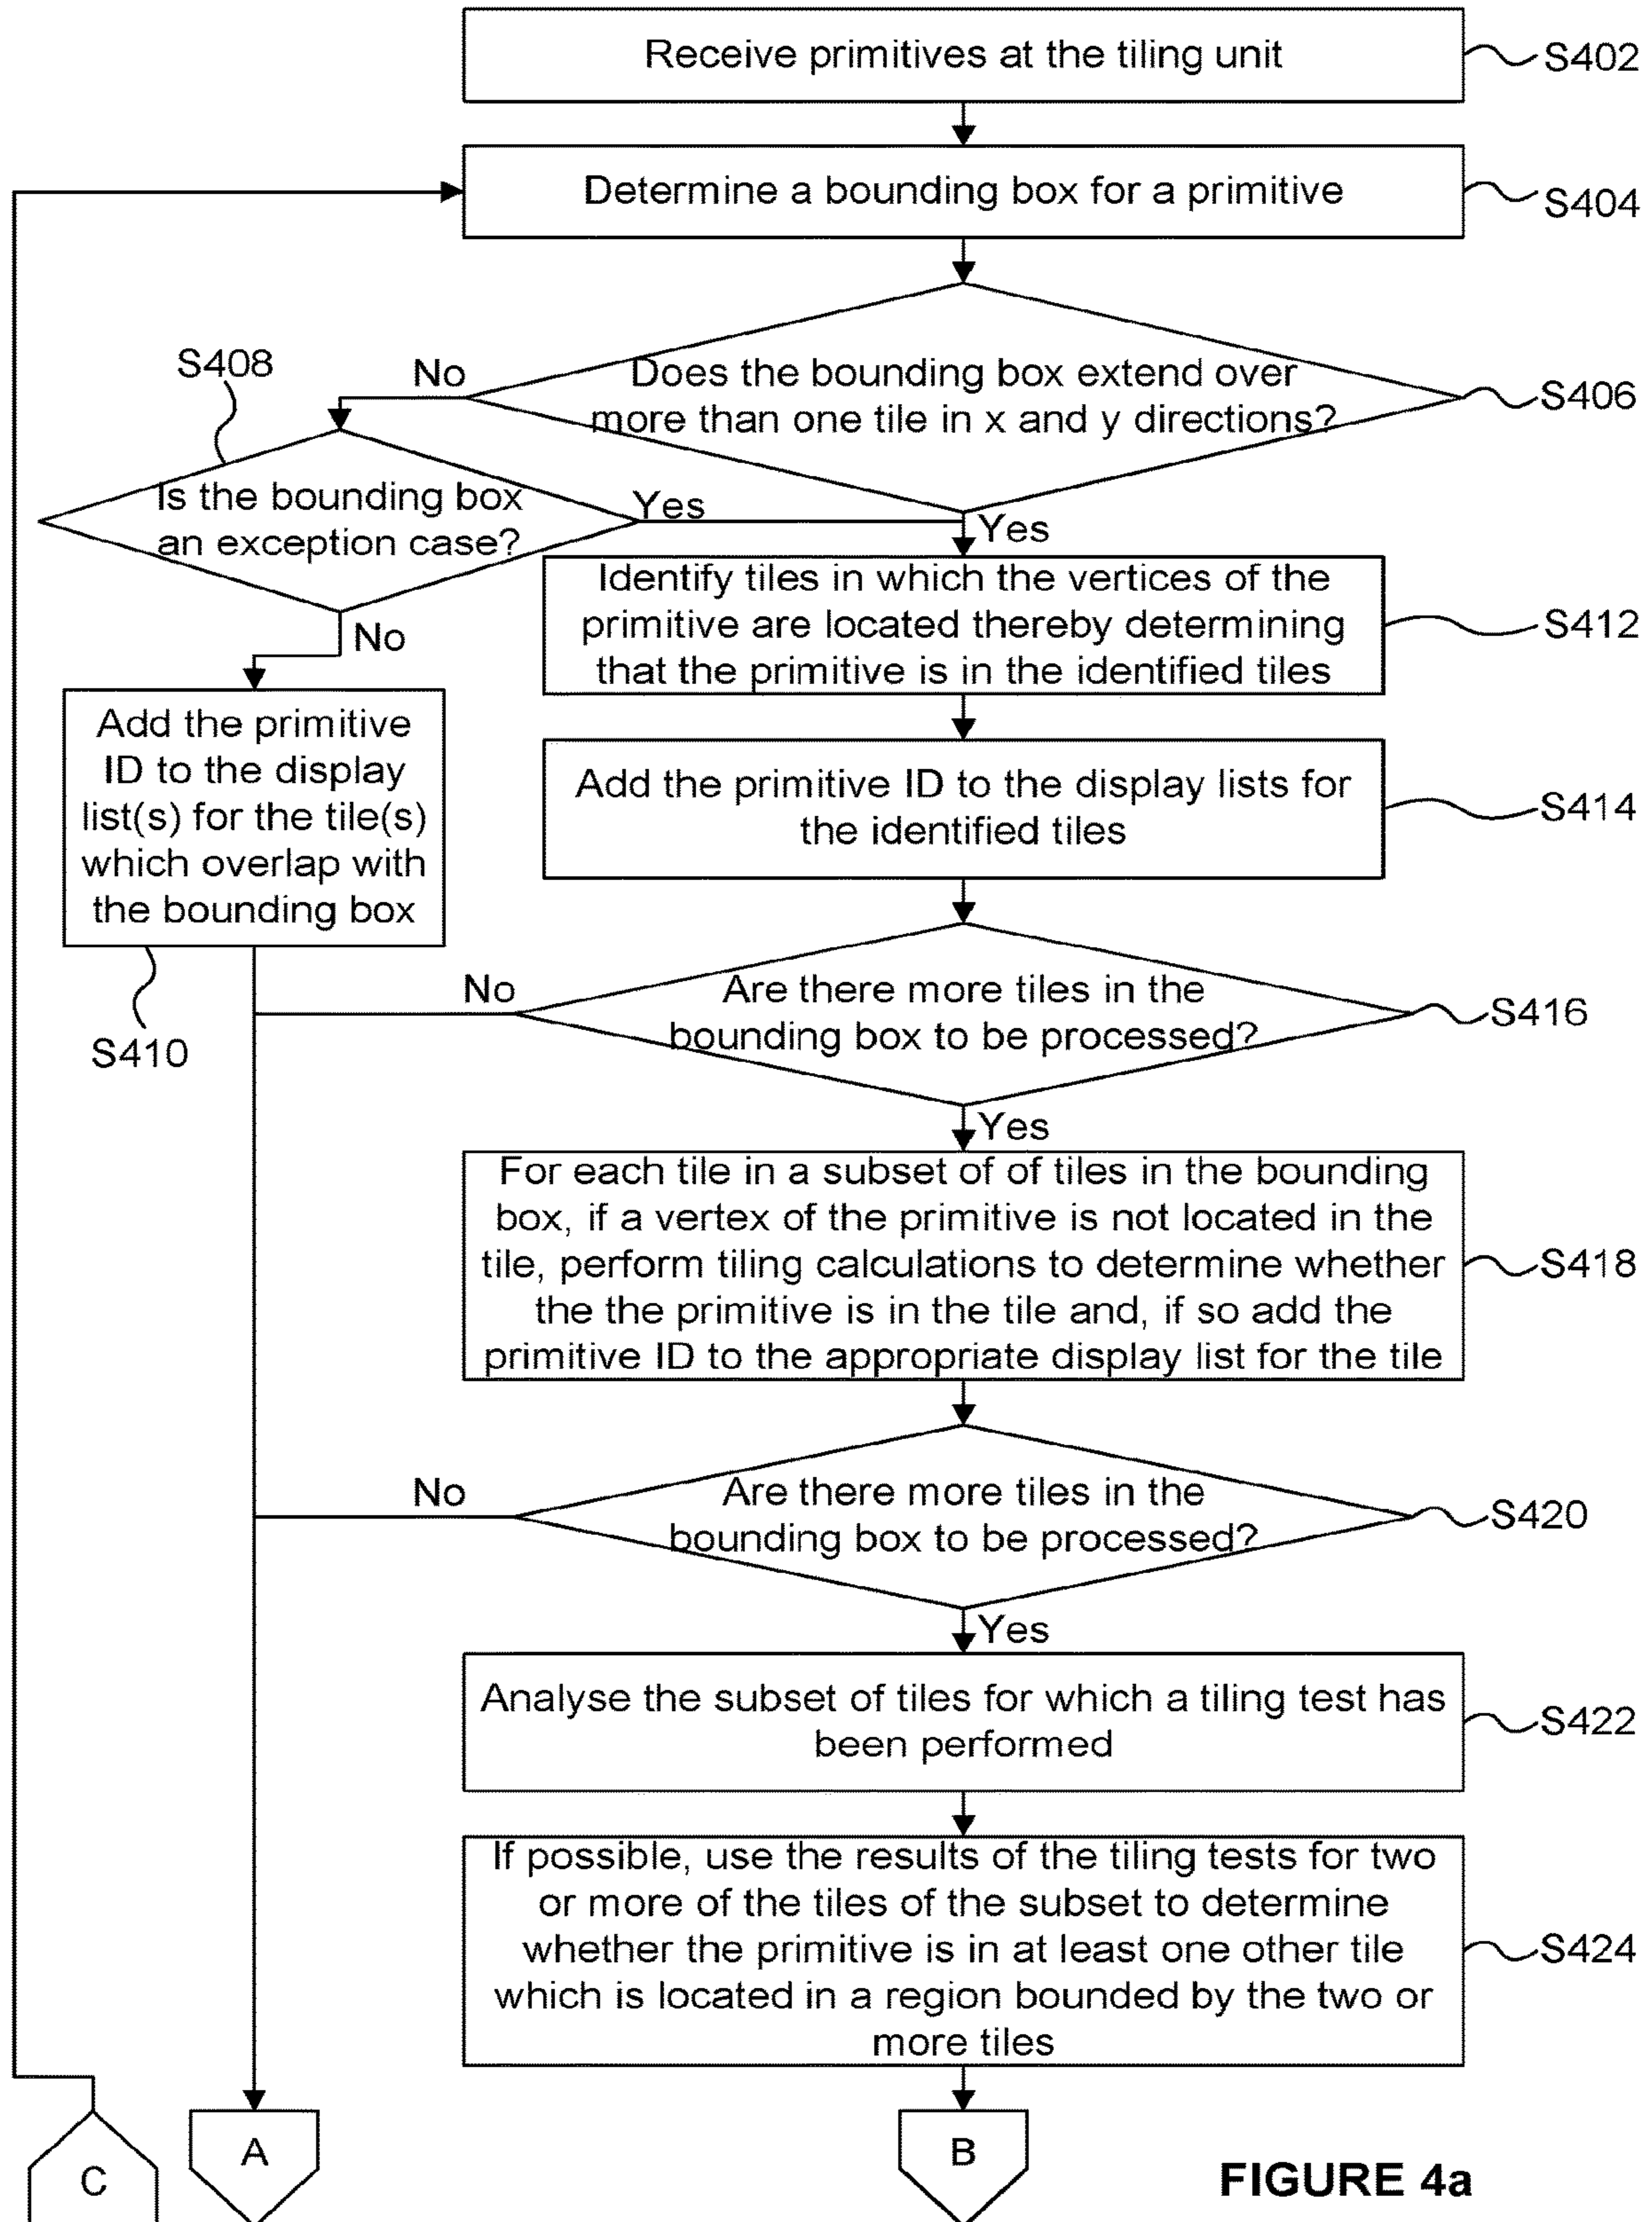 Receive primitives at the tiling unit
S402
Determine a bounding box for a primitive
S404
S408
No
Does the bounding box extend over
more than one tile in x and y directions?
S406
Is the bounding box
an exception case?
Yes
Yes
No
Identify tiles in which the vertices of the
primitive are located thereby determining
that the primitive is in the identified tiles
S412
Add the primitive
ID to the display
list(s) for the tile(s)
which overlap with
the bounding box
S410
Add the primitive ID to the display lists for
the identified tiles
S414
No
Are there more tiles in the
bounding box to be processed?
S416
Yes
For each tile in a subset of of tiles in the bounding
box, if a vertex of the primitive is not located in the
tile, perform tiling calculations to determine whether
the the primitive is in the tile and, if so add the
primitive ID to the appropriate display list for the tile
S418
No
Are there more tiles in the
bounding box to be processed?
S420
Yes
Analyse the subset of tiles for which a tiling test has
been performed
S422
If possible, use the results of the tiling tests for two
or more of the tiles of the subset to determine
whether the primitive is in at least one other tile
which is located in a region bounded by the two or
more tiles
S424
C
A
B
FIGURE 4a